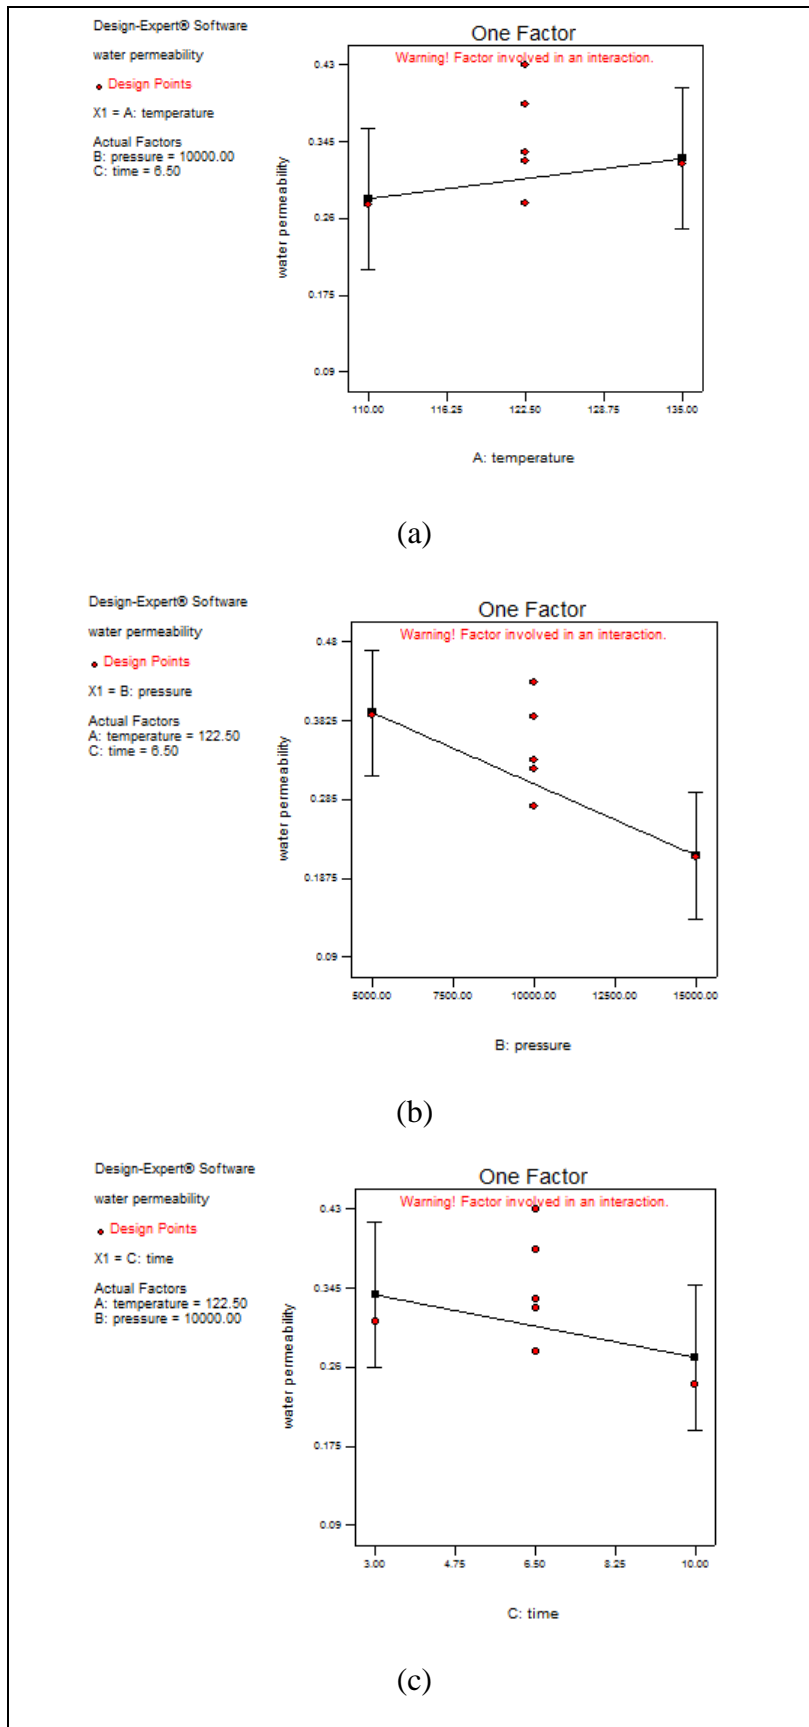 Design-Expert® Software
water permeability
Design Points
X1 = A: temperature
Actual Factors
B: pressure = 10000.00
C: time = 6.50
One Factor
Warning! Factor involved in an interaction.
0.43
0.345
0.26
0.175
0.09
water permeability
110.00 116.25 122.50 128.75 135.00
A: temperature
(a)
Design-Expert® Software
water permeability
Design Points
X1 = B: pressure
Actual Factors
A: temperature = 122.50
C: time = 6.50
One Factor
Warning! Factor involved in an interaction.
0.48
0.3825
0.285
0.1875
0.09
water permeability
5000.00 7500.00 10000.00 12500.00 15000.00
B: pressure
(b)
Design-Expert® Software
water permeability
Design Points
X1 = C: time
Actual Factors
A: temperature = 122.50
B: pressure = 10000.00
One Factor
Warning! Factor involved in an interaction.
0.43
0.345
0.26
0.175
0.09
water permeability
3.00 4.75 6.50 8.25 10.00
C: time
(c)